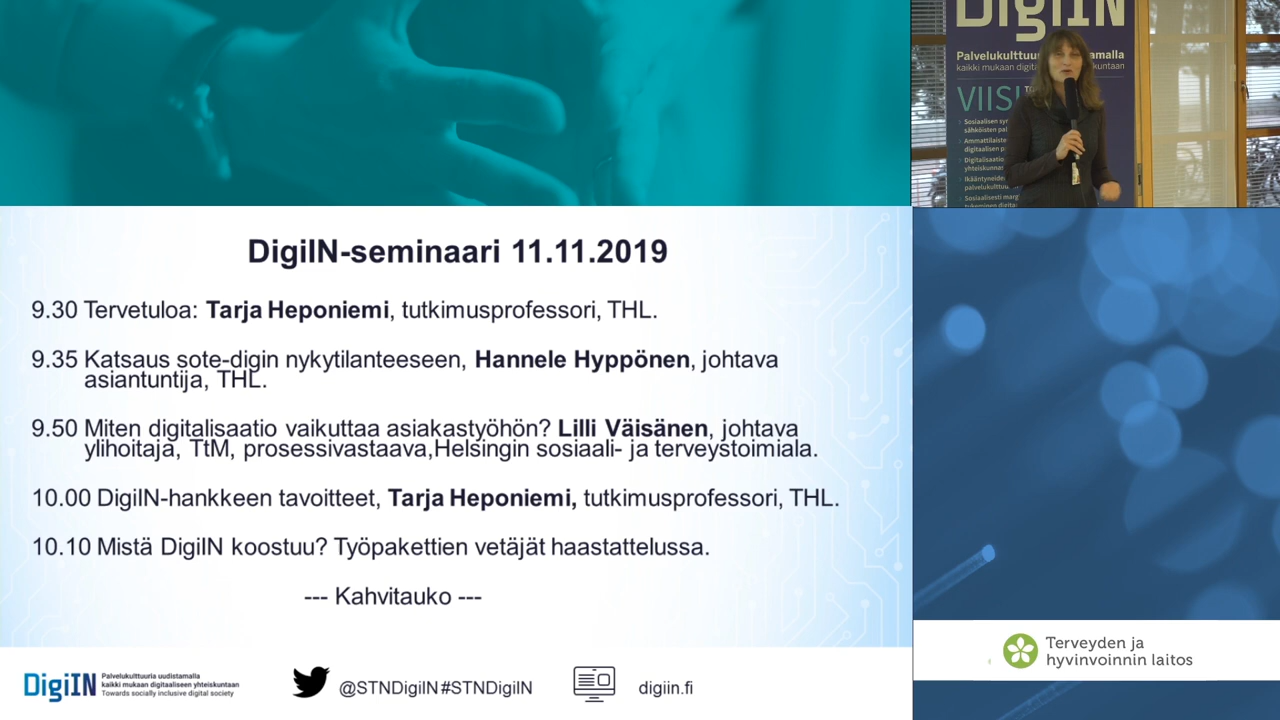 DigiIN-seminaari 11.11.2019
9.30 Tervetuloa: Tarja Heponiemi, tutkimusprofessori, THL.
9.35 Katsaus sote-digin nykytilanteeseen, Hannele Hyppönen, johtava
asiantuntija, THL.
9.50 Miten digitalisaatio vaikuttaa asiakastyöhön? Lilli Väisänen, johtava
ylihoitaja, TtM, prosessivastaava,Helsingin sosiaali- ja terveystoimiala.
10.00 DigiIN-hankkeen tavoitteet, Tarja Heponiemi, tutkimusprofessori, THL.
10.10 Mistä DigiIN koostuu? Työpakettien vetäjät haastattelussa.
--- Kahvitauko ---
DigiIN
Palvelukulttuuria uudistamalla
kaikki mukaan digitaaliseen yhteiskuntaan
Towards socially inclusive digital society
@STNDigiIN #STNDigiIN
digiin.fi
DigiIN
kaikki mukaan
VIISI
Sosiaalisen
sähköisten
digitaalisen
Terveyden ja
hyvinvoinnin laitos